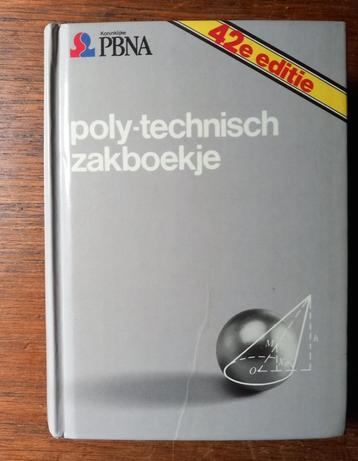 Koninklijke
PBNA
42e editie
poly-technisch
zakboekje
M
h
O